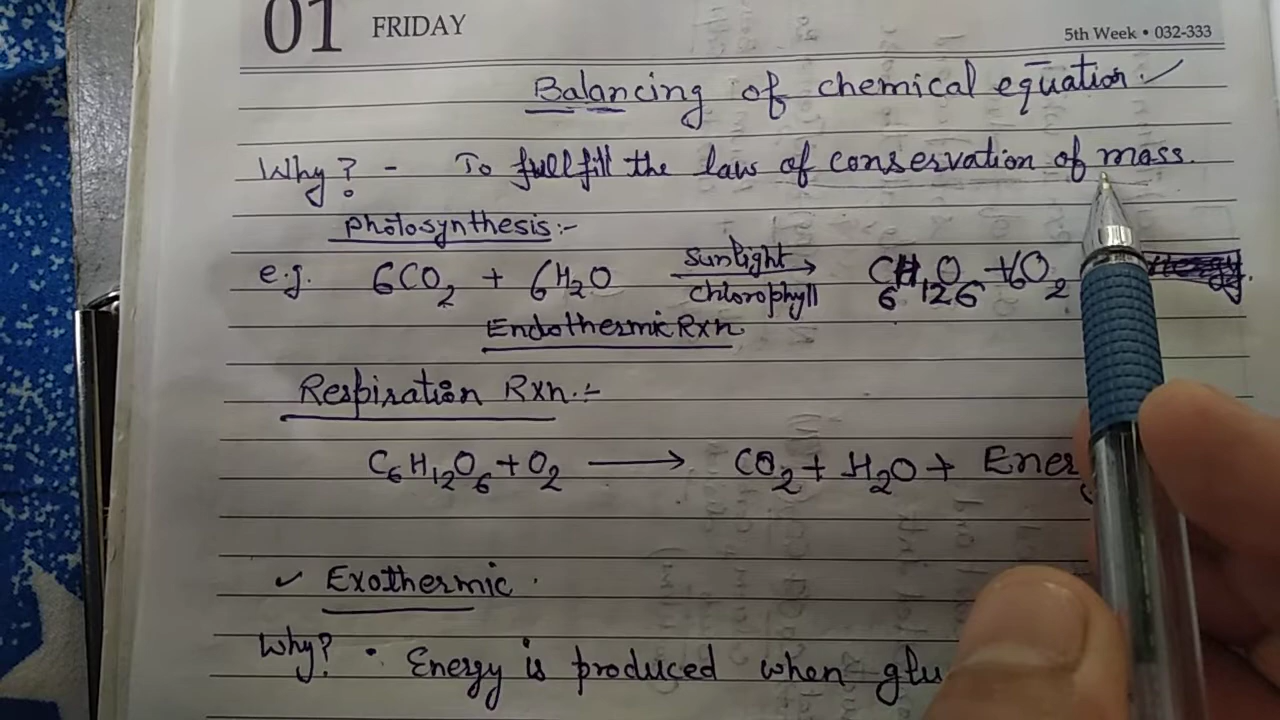 01 FRIDAY 5th Week • 032-333
Balancing of chemical equation.
Why? - To fullfill the law of conservation of mass.
Photosynthesis:-
e.g. 6CO2 + 6H2O Sunlight → Chlorophyll C6H12O6 + 6O2
Endothermic Rxn
Respiration Rxn:-
C6H12O6 + O2 → CO2 + H2O + Ener
✓ Exothermic.
Why? • Energy is produced when glu